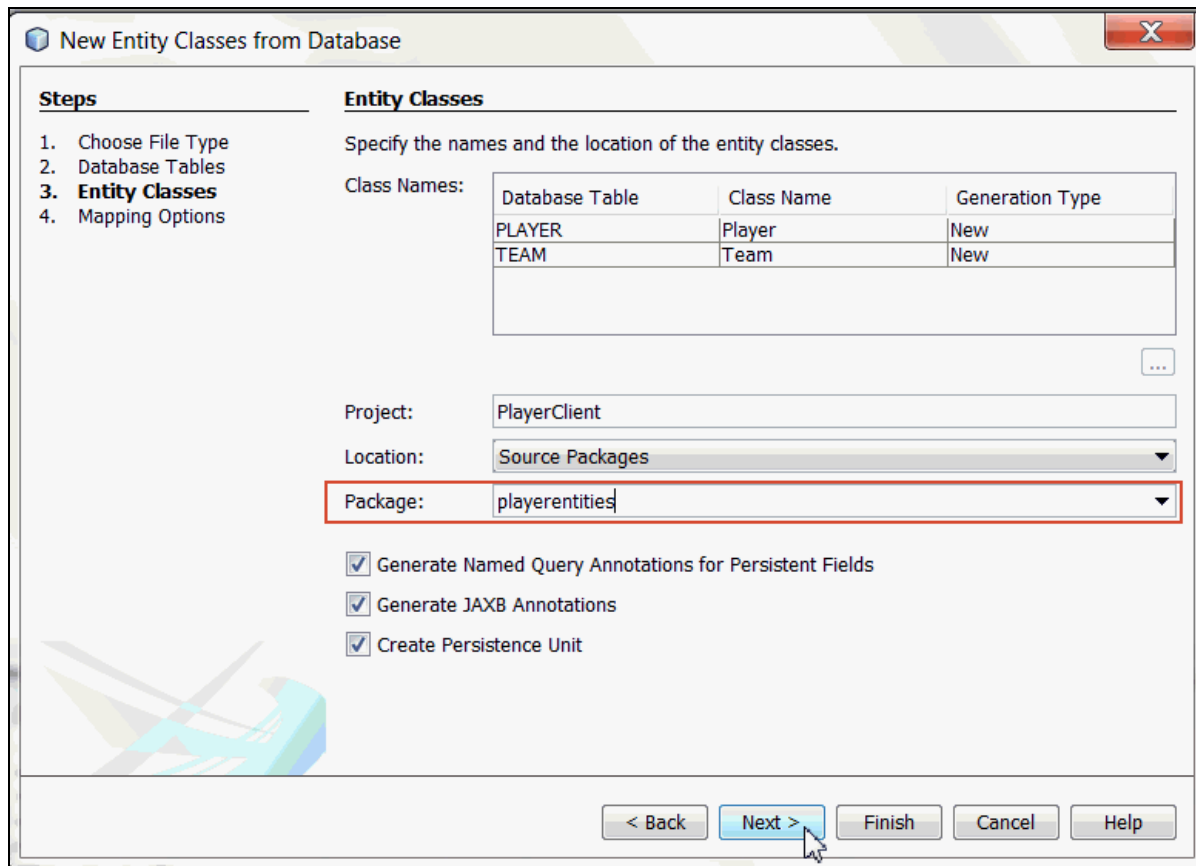 New Entity Classes from Database
X
Steps
1. Choose File Type
2. Database Tables
3. Entity Classes
4. Mapping Options
Entity Classes
Specify the names and the location of the entity classes.
Class Names:
Database Table Class Name Generation Type
PLAYER Player New
TEAM Team New
...
Project: PlayerClient
Location: Source Packages
Package: playerentities
Generate Named Query Annotations for Persistent Fields
Generate JAXB Annotations
Create Persistence Unit
< Back Next > Finish Cancel Help